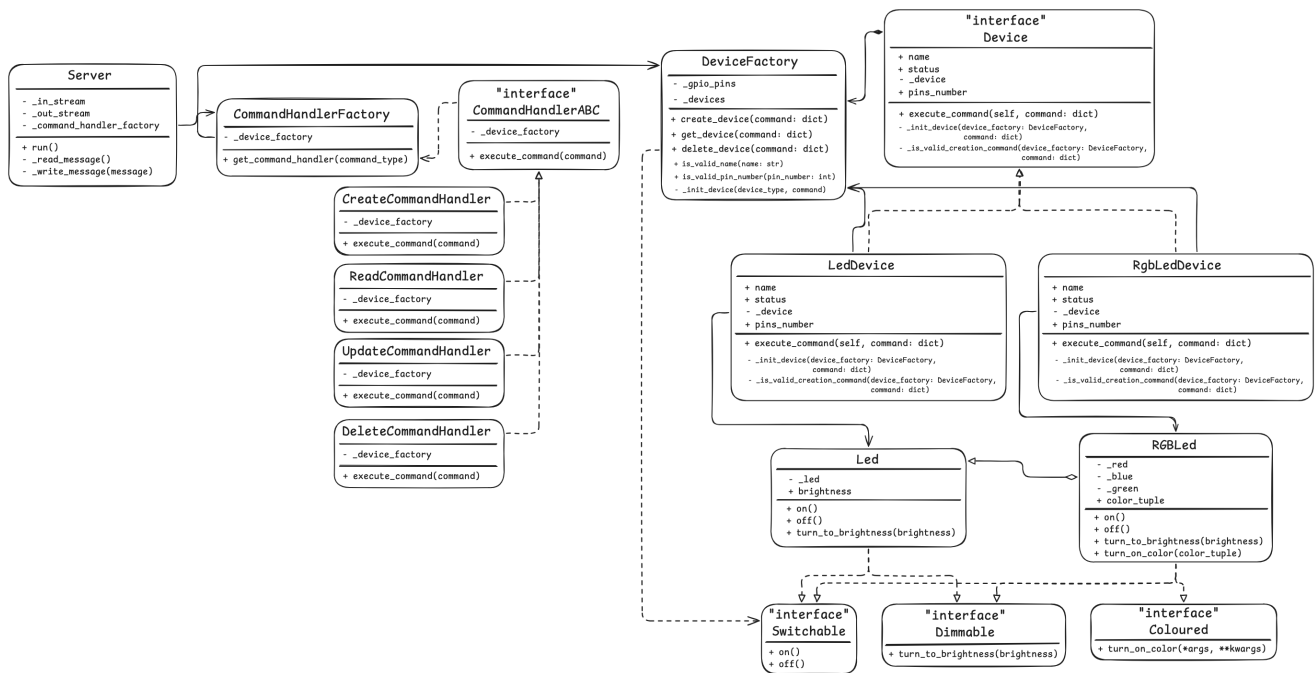 Server
- _in_stream
- _out_stream
- _command_handler_factory
+ run()
- _read_message()
- _write_message(message)
CommandHandlerFactory
- _device_factory
+ get_command_handler(command_type)
"interface"
CommandHandlerABC
- _device_factory
+ execute_command(command)
CreateCommandHandler
- _device_factory
+ execute_command(command)
ReadCommandHandler
- _device_factory
+ execute_command(command)
UpdateCommandHandler
- _device_factory
+ execute_command(command)
DeleteCommandHandler
- _device_factory
+ execute_command(command)
DeviceFactory
- _gpio_pins
- _devices
+ create_device(command: dict)
+ get_device(command: dict)
+ delete_device(command: dict)
+ is_valid_name(name: str)
+ is_valid_pin_number(pin_number: int)
- _init_device(device_type, command)
"interface"
Device
+ name
+ status
- _device
+ pins_number
+ execute_command(self, command: dict)
- _init_device(device_factory: DeviceFactory,
command: dict)
- _is_valid_creation_command(device_factory: DeviceFactory,
command: dict)
LedDevice
+ name
+ status
- _device
+ pins_number
+ execute_command(self, command: dict)
- _init_device(device_factory: DeviceFactory,
command: dict)
- _is_valid_creation_command(device_factory: DeviceFactory,
command: dict)
RgbLedDevice
+ name
+ status
- _device
+ pins_number
+ execute_command(self, command: dict)
- _init_device(device_factory: DeviceFactory,
command: dict)
- _is_valid_creation_command(device_factory: DeviceFactory,
command: dict)
Led
- _led
+ brightness
+ on()
+ off()
+ turn_to_brightness(brightness)
RGBLed
- _red
- _blue
- _green
+ color_tuple
+ on()
+ off()
+ turn_to_brightness(brightness)
+ turn_on_color(color_tuple)
"interface"
Switchable
+ on()
+ off()
"interface"
Dimmable
+ turn_to_brightness(brightness)
"interface"
Coloured
+ turn_on_color(*args, **kwargs)